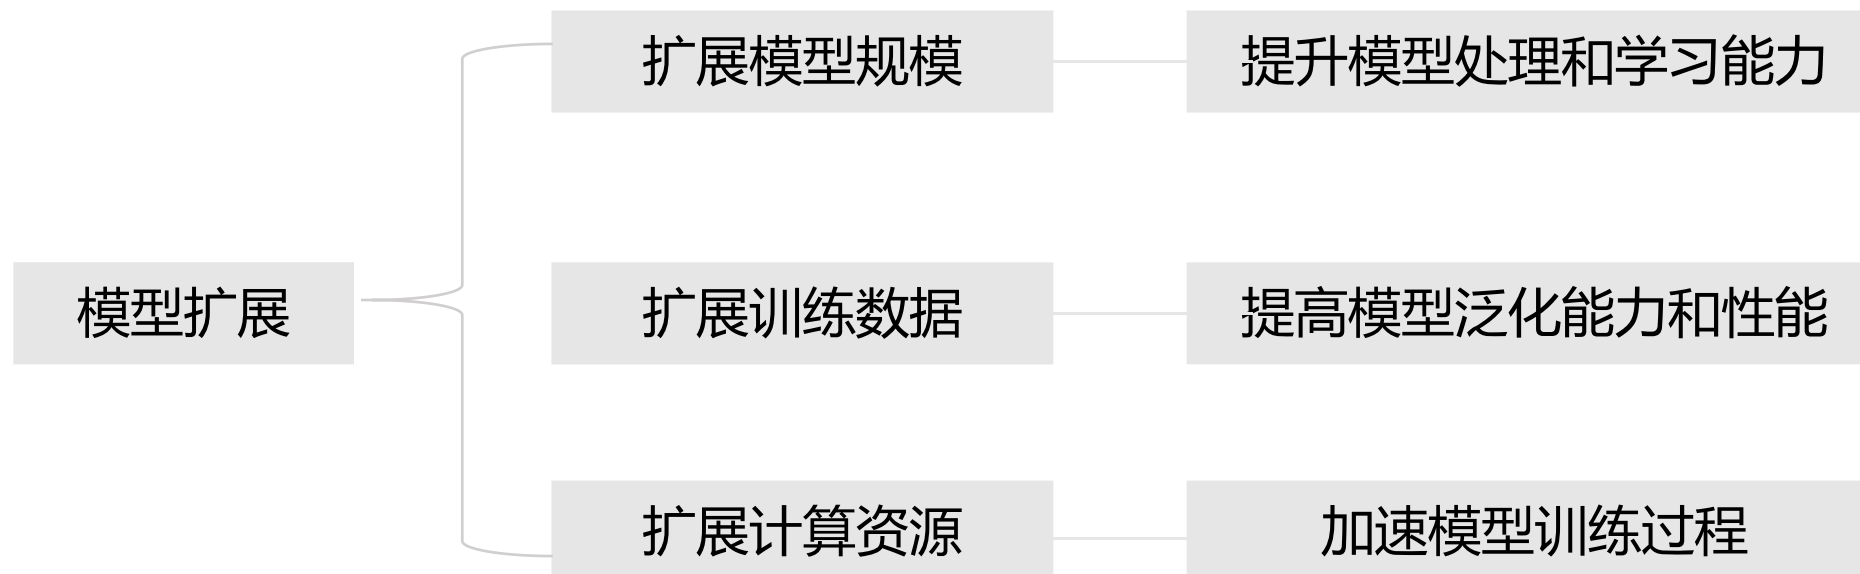 扩展模型规模
提升模型处理和学习能力
模型扩展
扩展训练数据
提高模型泛化能力和性能
扩展计算资源
加速模型训练过程